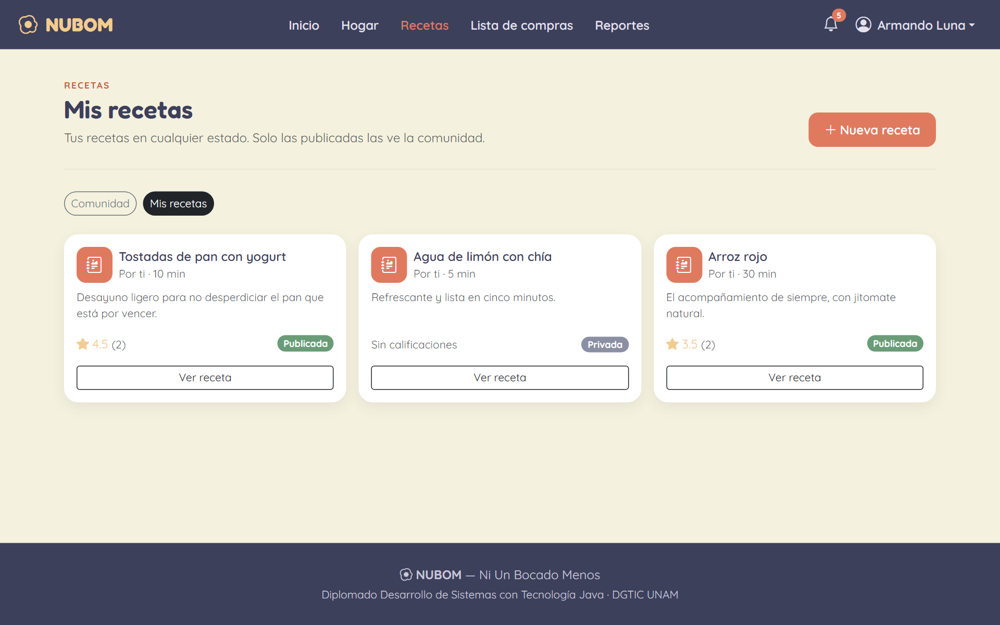 NUBOM
Inicio
Hogar
Recetas
Lista de compras
Reportes
5
Armando Luna
RECETAS
Mis recetas
Tus recetas en cualquier estado. Solo las publicadas las ve la comunidad.
+ Nueva receta
Comunidad
Mis recetas
Tostadas de pan con yogurt
Por ti · 10 min
Desayuno ligero para no desperdiciar el pan que
está por vencer.
4.5 (2)
Publicada
Ver receta
Agua de limón con chía
Por ti · 5 min
Refrescante y lista en cinco minutos.
Sin calificaciones
Privada
Ver receta
Arroz rojo
Por ti · 30 min
El acompañamiento de siempre, con jitomate
natural.
3.5 (2)
Publicada
Ver receta
NUBOM — Ni Un Bocado Menos
Diplomado Desarrollo de Sistemas con Tecnología Java · DGTIC UNAM